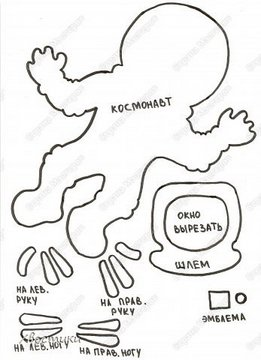 КОСМОНАВТ
ОКНО
ВЫРЕЗАТЬ
ШЛЕМ
НА ЛЕВ.
РУКУ
НА ПРАВ.
РУКУ
ЭМБЛЕМА
НА ЛЕВ. НОГУ
НА ПРАВ. НОГУ